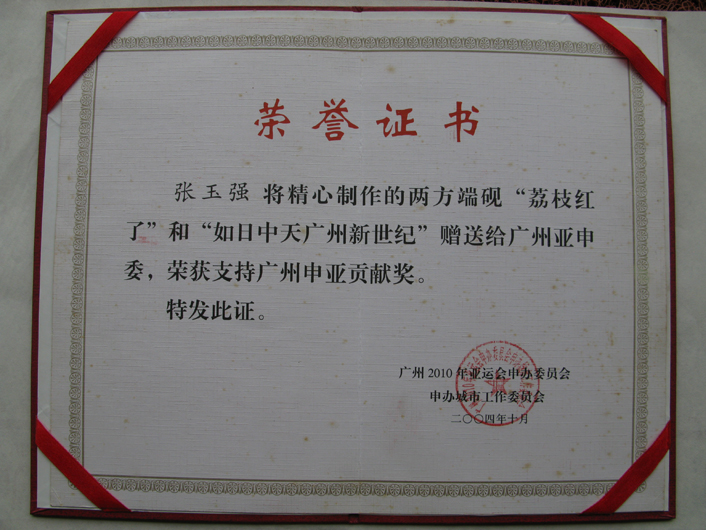 荣誉证书
张玉强 将精心制作的两方端砚“荔枝红
了”和“如日中天广州新世纪”赠送给广州亚申
委，荣获支持广州申亚贡献奖。
特发此证。
广州2010年亚运会申办委员会
申办城市工作委员会
二〇〇四年十月